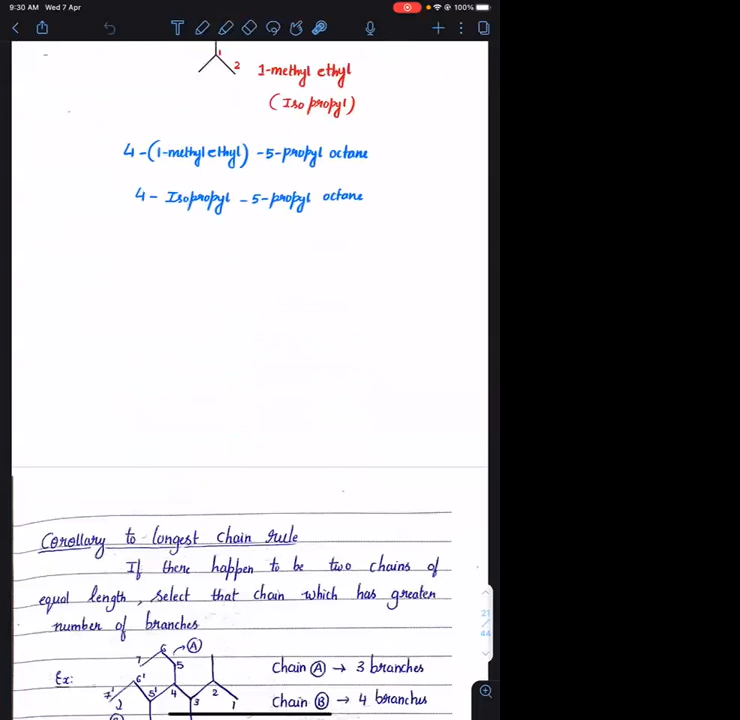 9:30 AM Wed 7 Apr
100%
1
2
1-methyl ethyl
(Iso propyl)
4-(1-methyl ethyl)-5-propyl octane
4- Isopropyl -5-propyl octane
Corollary to longest chain rule
If there happen to be two chains of
equal length, select that chain which has greater
number of branches
21
44
Ex:
7 6 A
5
6' 7' 5' 4 3 2 1
Chain A → 3 branches
Chain B → 4 branches